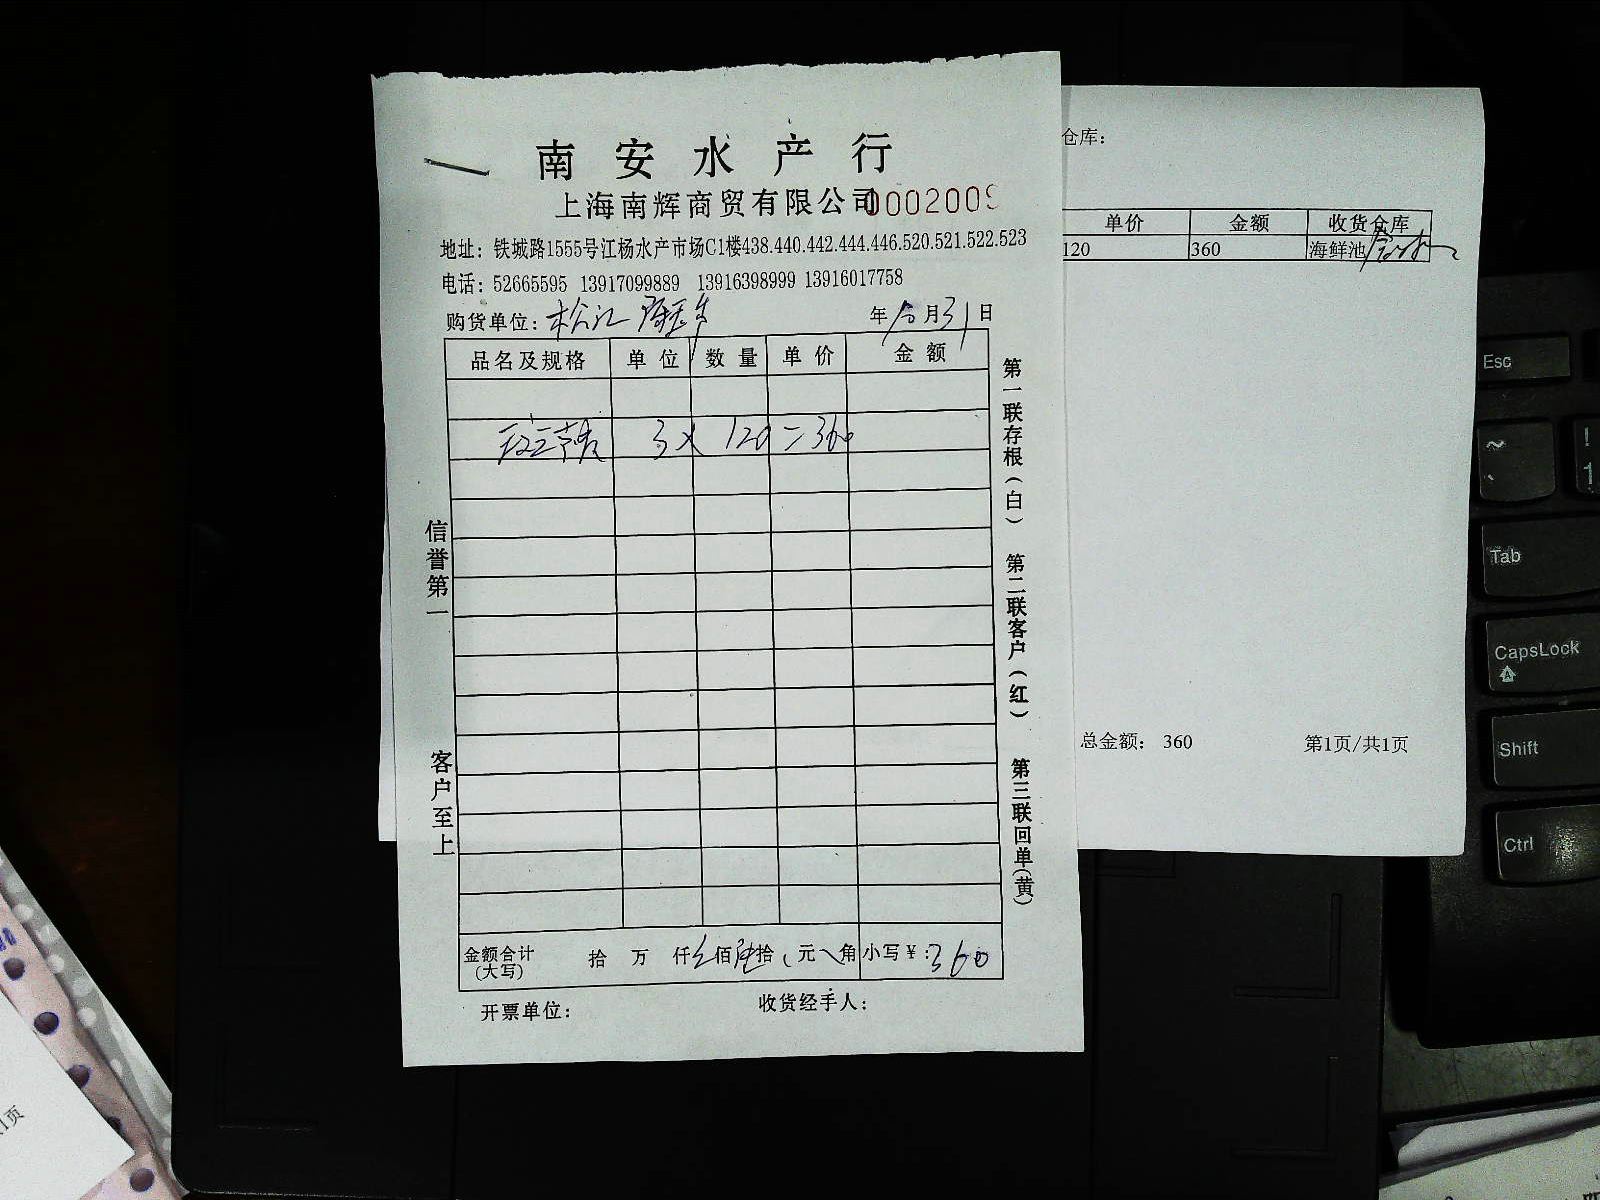 南安水产行
上海南辉商贸有限公司 000200
地址：铁城路1555号江杨水产市场C1楼438.440.442.444.446.520.521.522.523
电话：52665595 13917099889 13916398999 13916017758
购货单位：松江
年 月31日
品名及规格 单位 数量 单价 金额
3 x 120 = 360
金额合计（大写） 拾 万 仟 佰 拾 元 角 小写￥：360
开票单位： 收货经手人：
信誉第一
客户至上
第一联存根（白）
第二联客户（红）
第三联回单（黄）
仓库：
单价 金额 收货仓库
120 360 海鲜池
总金额： 360 第1页/共1页
Esc
~
`
!
1
Tab
CapsLock
Shift
Ctrl
页